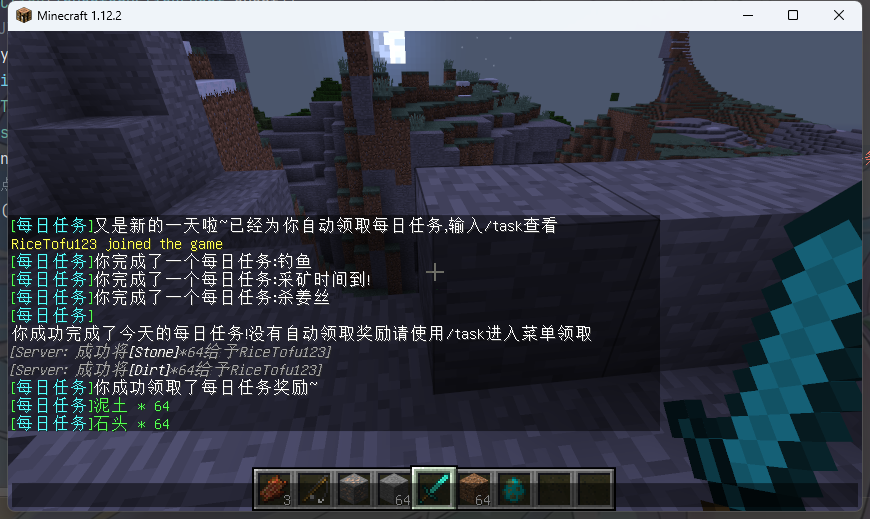 Minecraft 1.12.2
[每日任务]又是新的一天啦~已经为你自动领取每日任务,输入/task查看
RiceTofu123 joined the game
[每日任务]你完成了一个每日任务:钓鱼
[每日任务]你完成了一个每日任务:采矿时间到!
[每日任务]你完成了一个每日任务:杀姜丝
[每日任务]
你成功完成了今天的每日任务!没有自动领取奖励请使用/task进入菜单领取
[Server: 成功将[Stone]*64给予RiceTofu123]
[Server: 成功将[Dirt]*64给予RiceTofu123]
[每日任务]你成功领取了每日任务奖励~
[每日任务]泥土 * 64
[每日任务]石头 * 64
3 64 64